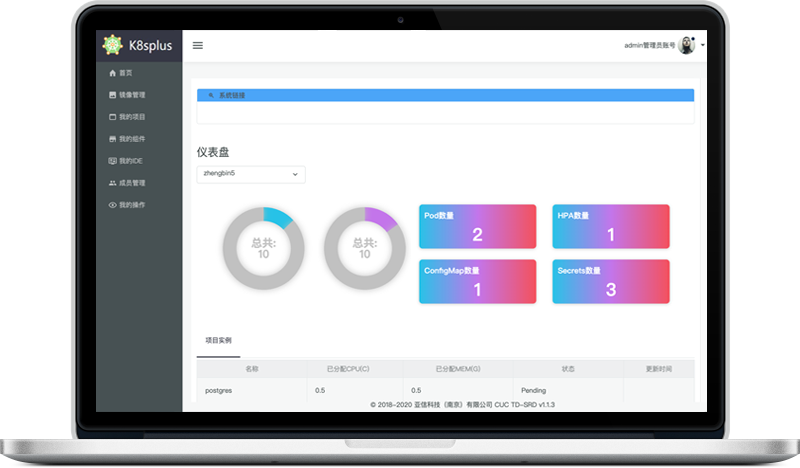 K8splus
admin管理员账号
首页
镜像管理
我的项目
我的组件
我的IDE
成员管理
我的操作
系统链接
仪表盘
zhengbin5
总共:
10
总共:
10
Pod数量
2
HPA数量
1
ConfigMap数量
1
Secrets数量
3
项目实例
名称 已分配CPU(C) 已分配MEM(G) 状态 更新时间
postgres 0.5 0.5 Pending
© 2018-2020 亚信科技（南京）有限公司 CUC TD-SRD v1.1.3